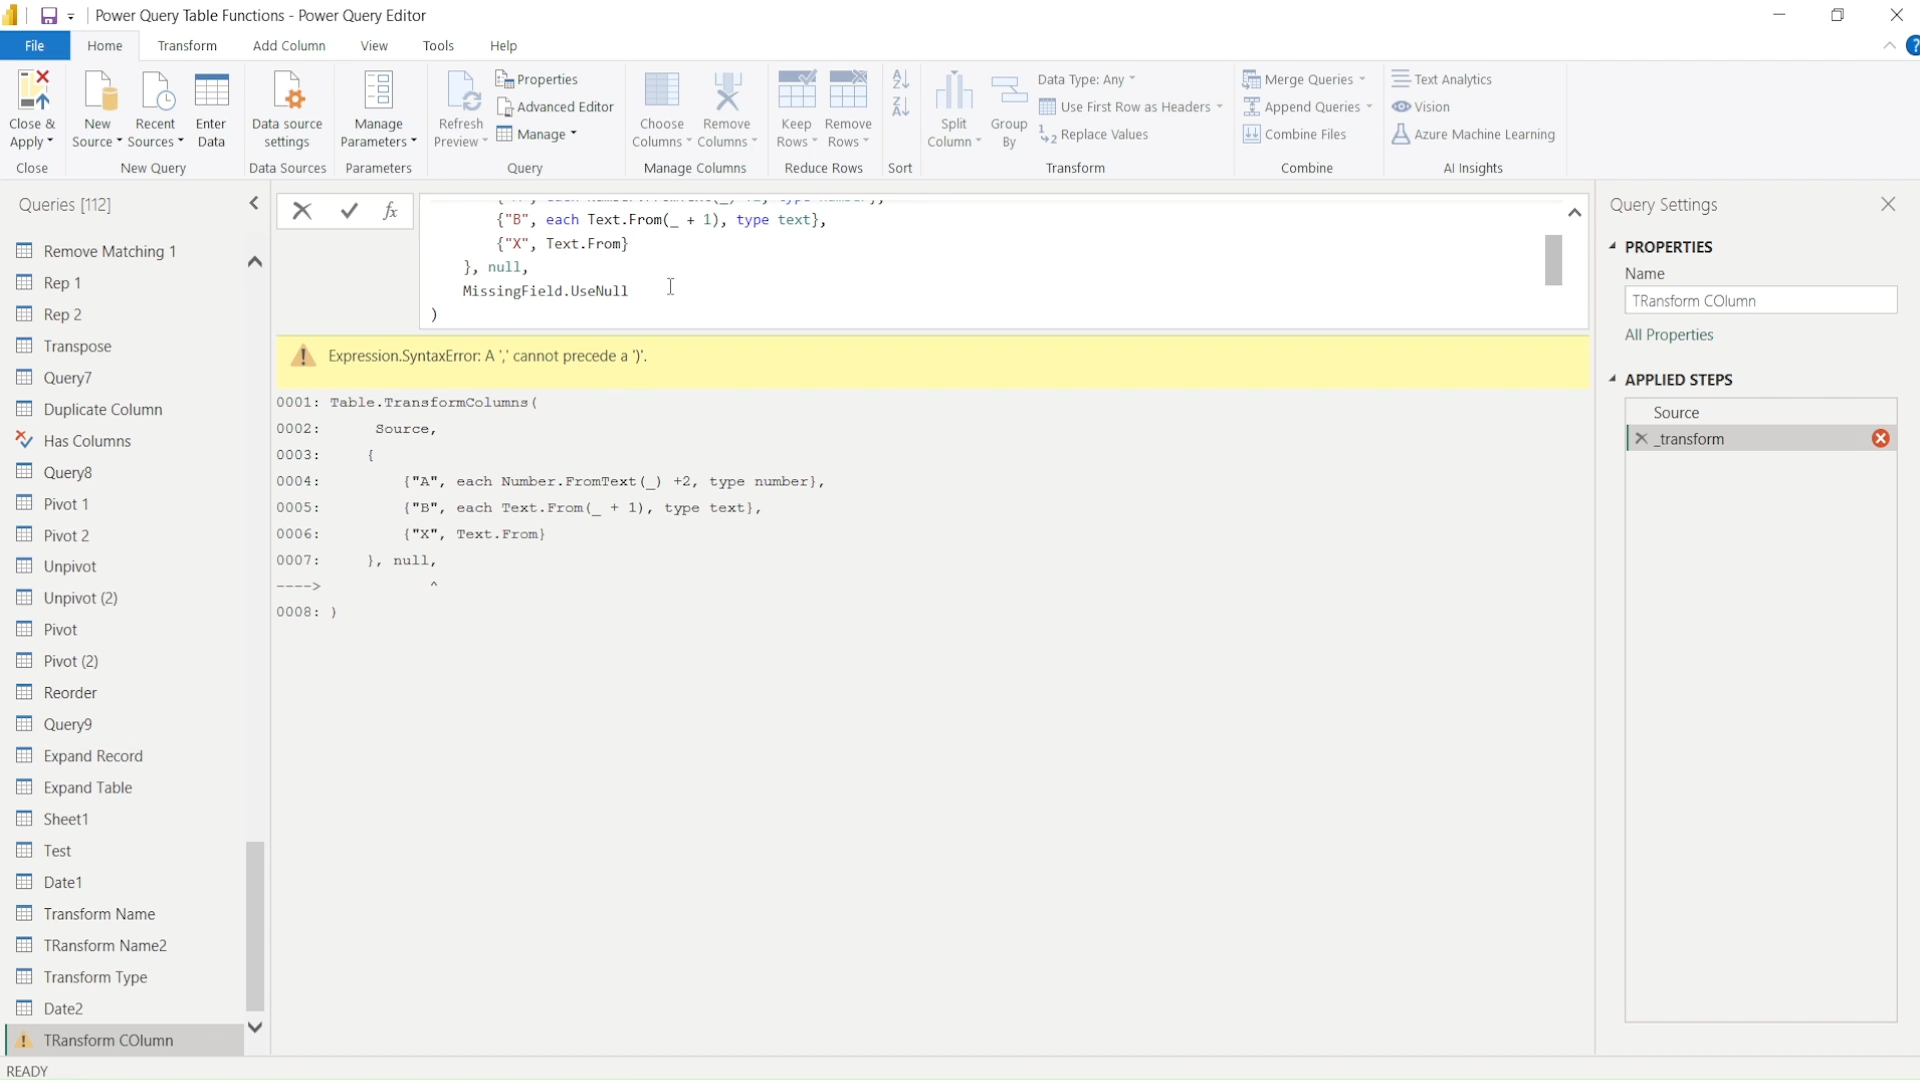 Power Query Table Functions - Power Query Editor
File Home Transform Add Column View Tools Help
Close & Apply
New Source
Recent Sources
Enter Data
Data source settings
Manage Parameters
Refresh Preview
Properties
Advanced Editor
Manage
Choose Columns
Remove Columns
Keep Rows
Remove Rows
Split Column
Group By
Data Type: Any
Use First Row as Headers
Replace Values
Merge Queries
Append Queries
Combine Files
Text Analytics
Vision
Azure Machine Learning
Close
New Query
Data Sources
Parameters
Query
Manage Columns
Reduce Rows
Sort
Transform
Combine
AI Insights
Queries [112]
Remove Matching 1
Rep 1
Rep 2
Transpose
Query7
Duplicate Column
Has Columns
Query8
Pivot 1
Pivot 2
Unpivot
Unpivot (2)
Pivot
Pivot (2)
Reorder
Query9
Expand Record
Expand Table
Sheet1
Test
Date1
Transform Name
TRansform Name2
Transform Type
Date2
TRansform COlumn
fx
{"B", each Text.From(_ + 1), type text},
{"X", Text.From}
}, null,
MissingField.UseNull
)
Expression.SyntaxError: A ',' cannot precede a ')'.
0001: Table.TransformColumns(
0002: Source,
0003: {
0004: {"A", each Number.FromText(_) +2, type number},
0005: {"B", each Text.From(_ + 1), type text},
0006: {"X", Text.From}
0007: }, null,
----> ^
0008: )
Query Settings
PROPERTIES
Name
TRansform COlumn
All Properties
APPLIED STEPS
Source
_transform
READY